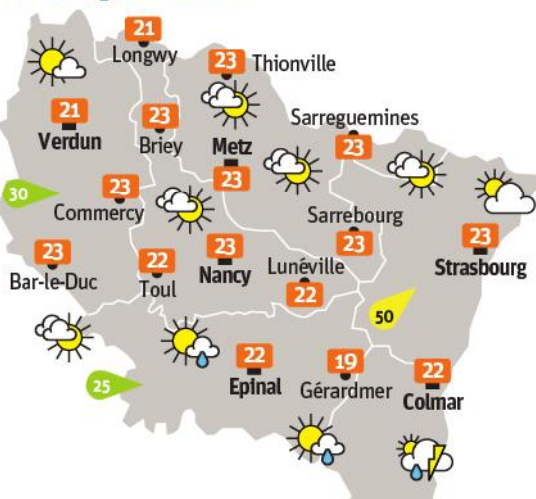 21
Longwy
23 Thionville
21
Verdun
23
Briey
Metz
23
Sarreguemines
23
30
23
Commercy
Sarrebourg
23
23
Strasbourg
23
Bar-le-Duc
22
Toul
23
Nancy
Lunéville
22
50
25
22
Epinal
19
Gérardmer
22
Colmar